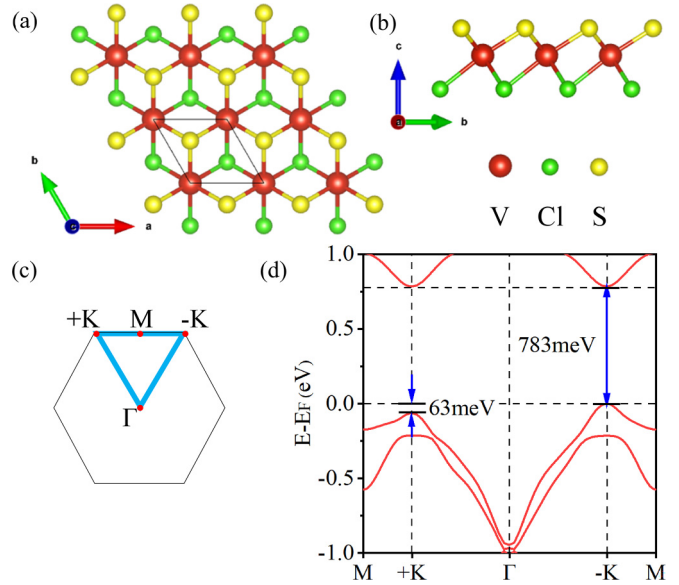 (a)
b
a
(b)
c
a
b
V Cl S
(c)
+K M -K
Γ
(d)
E-EF (eV)
1.0
0.5
0.0
-0.5
-1.0
783meV
63meV
M +K Γ -K M